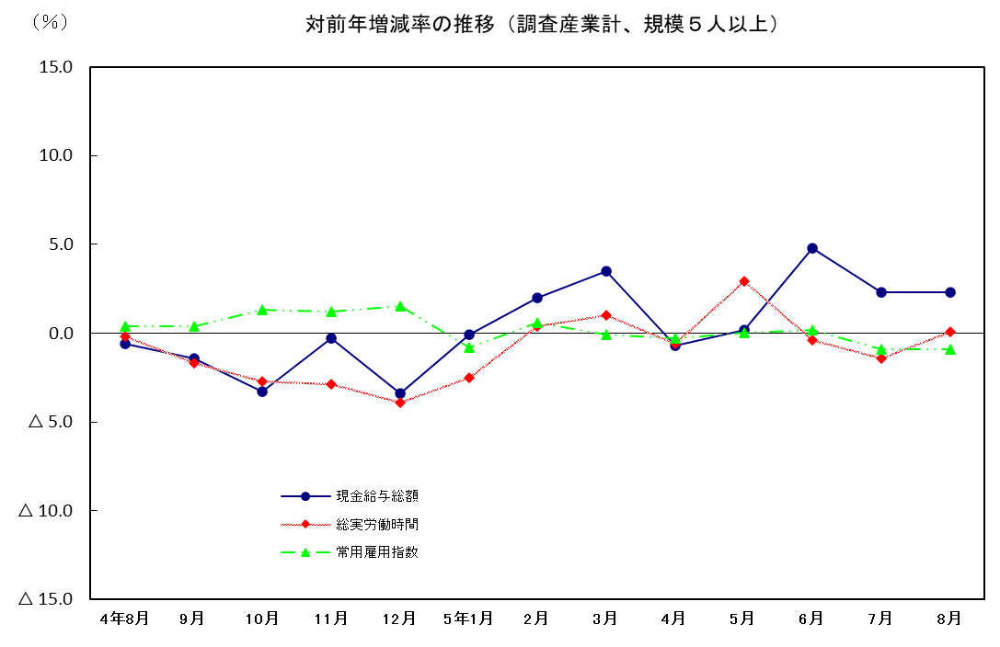 （％）
対前年増減率の推移（調査産業計、規模５人以上）
15.0
10.0
5.0
0.0
△ 5.0
△ 10.0
△ 15.0
現金給与総額
総実労働時間
常用雇用指数
4年8月 9月 10月 11月 12月 5年1月 2月 3月 4月 5月 6月 7月 8月